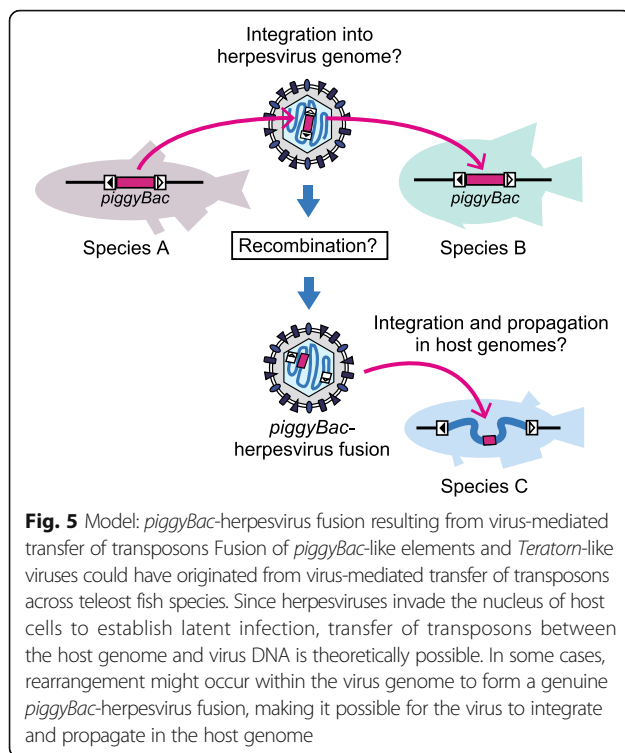 Integration into
herpesvirus genome?
piggyBac
Species A
piggyBac
Species B
Recombination?
Integration and propagation
in host genomes?
piggyBac-
herpesvirus fusion
Species C
Fig. 5 Model: piggyBac-herpesvirus fusion resulting from virus-mediated
transfer of transposons Fusion of piggyBac-like elements and Teratorn-like
viruses could have originated from virus-mediated transfer of transposons
across teleost fish species. Since herpesviruses invade the nucleus of host
cells to establish latent infection, transfer of transposons between
the host genome and virus DNA is theoretically possible. In some cases,
rearrangement might occur within the virus genome to form a genuine
piggyBac-herpesvirus fusion, making it possible for the virus to integrate
and propagate in the host genome